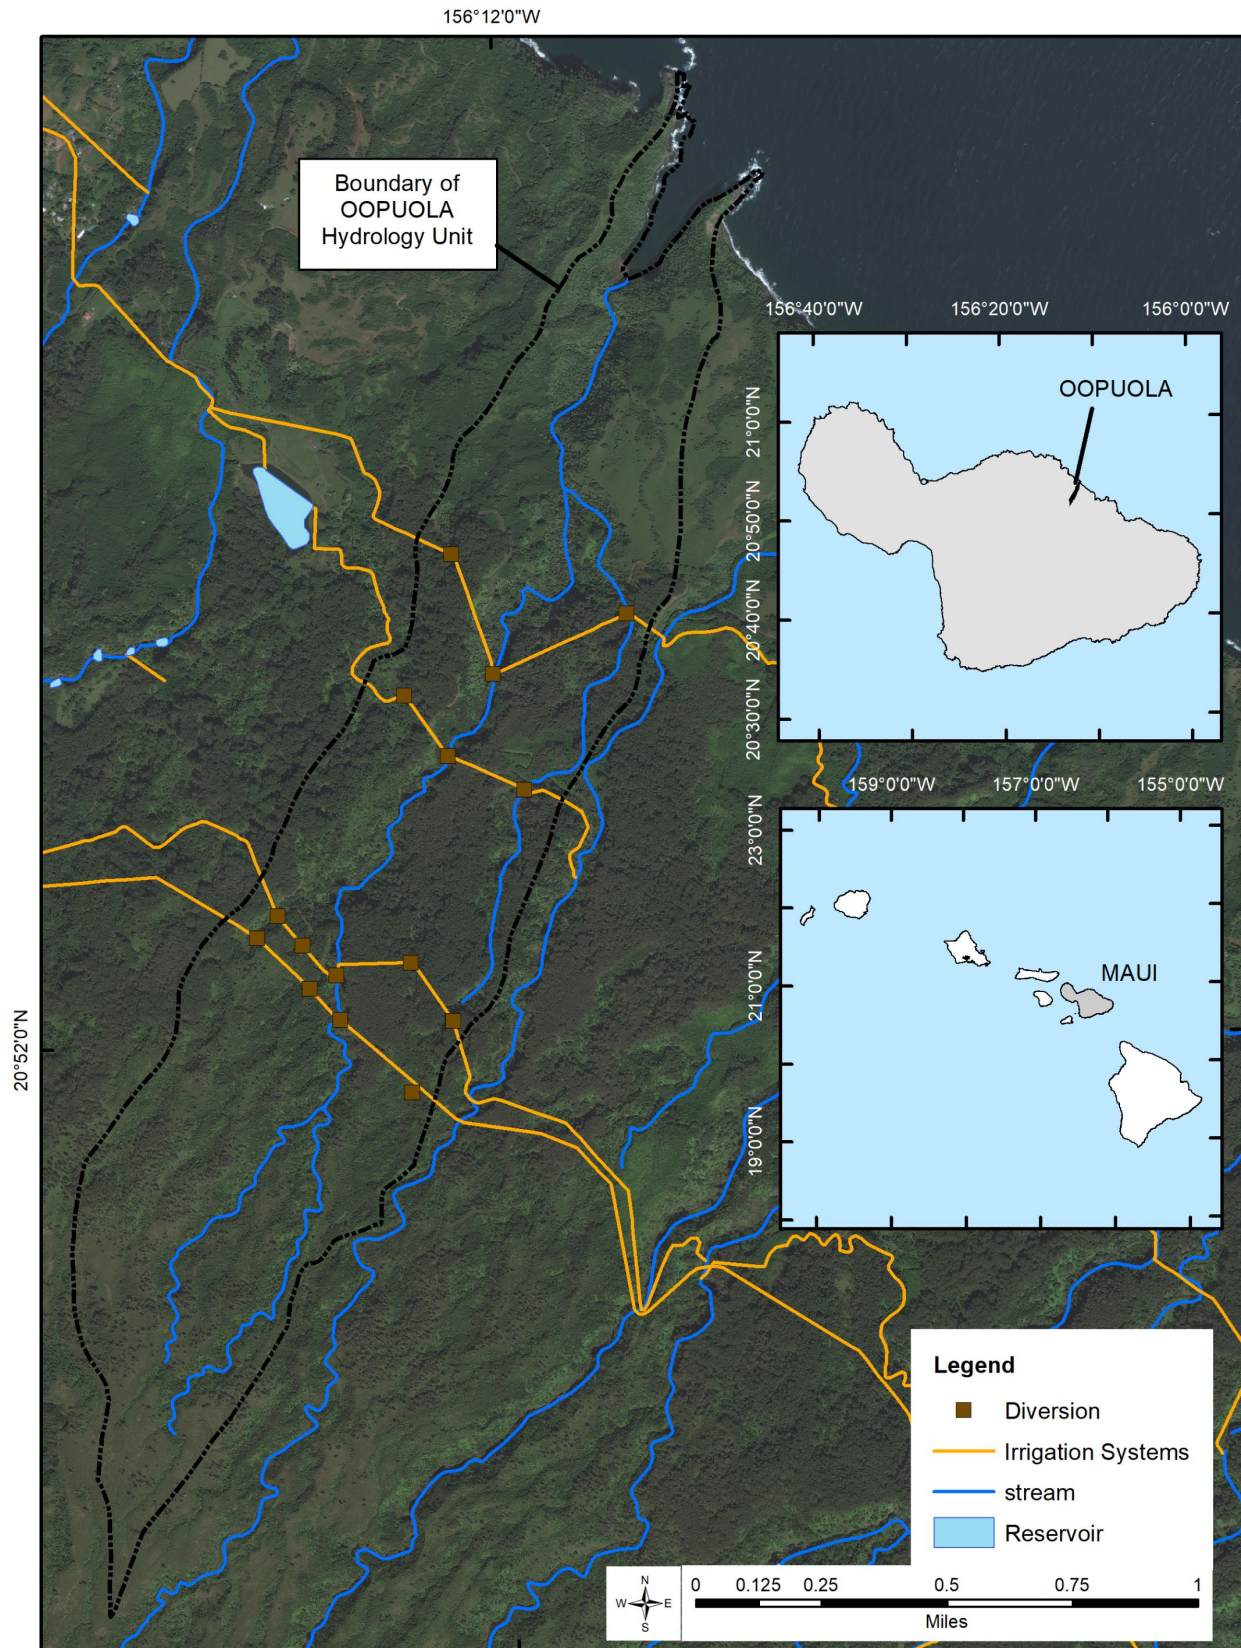 156°12'0"W
Boundary of
OOPUOLA
Hydrology Unit
156°40'0"W
156°20'0"W
156°0'0"W
OOPUOLA
21°0'0"N
20°50'0"N
20°40'0"N
20°30'0"N
159°0'0"W
157°0'0"W
155°0'0"W
23°0'0"N
21°0'0"N
19°0'0"N
MAUI
20°52'0"N
Legend
Diversion
Irrigation Systems
stream
Reservoir
N
W E
S
0 0.125 0.25 0.5 0.75 1
Miles